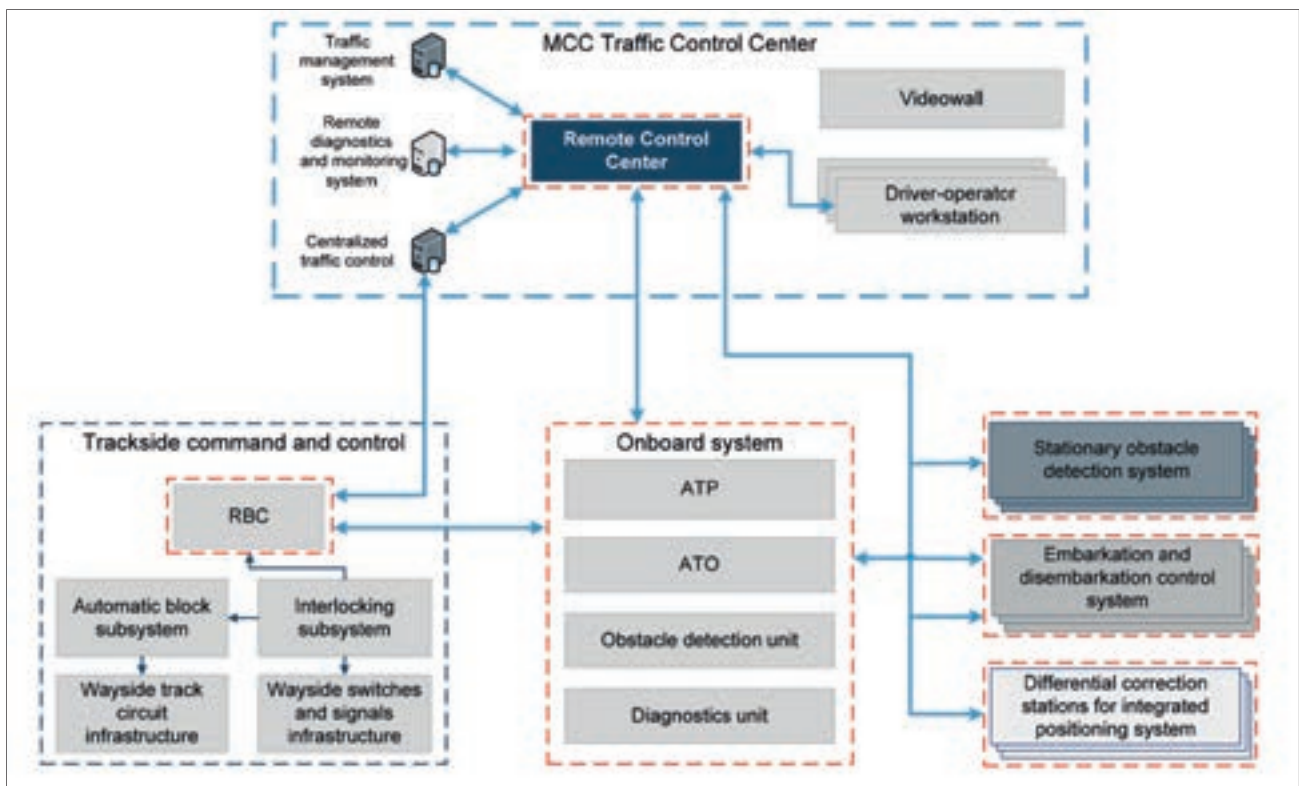 MCC Traffic Control Center
Traffic
management
system
Remote
diagnostics
and monitoring
system
Centralized
traffic control
Remote Control
Center
Videowall
Driver-operator
workstation
Trackside command and control
RBC
Automatic block
subsystem
Interlocking
subsystem
Wayside track
circuit
infrastructure
Wayside switches
and signals
infrastructure
Onboard system
ATP
ATO
Obstacle detection unit
Diagnostics unit
Stationary obstacle
detection system
Embarkation and
disembarkation control
system
Differential correction
stations for integrated
positioning system